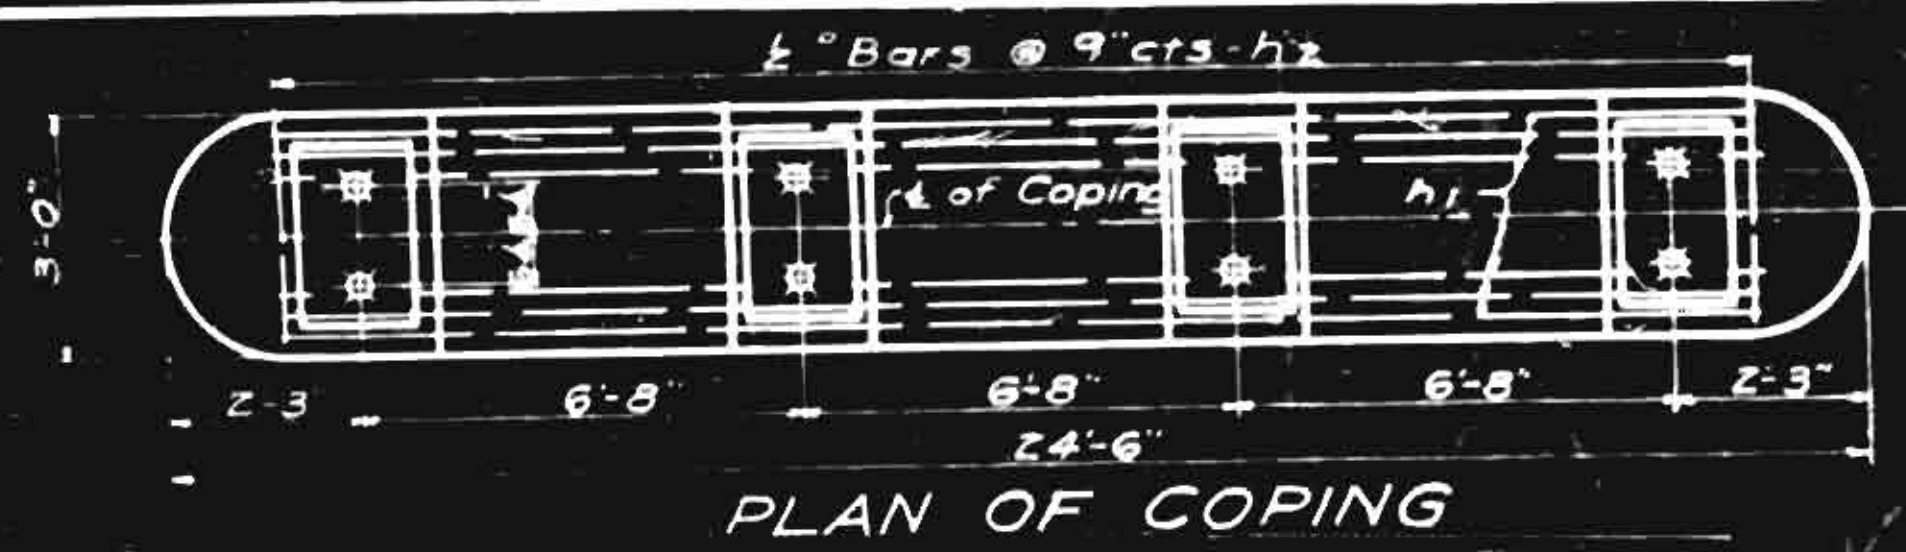 ½" Bars @ 9"cts-h2
3'-0"
℄ of Coping
h1
2'-3" 6'-8" 6'-8" 6'-8" 2'-3"
24'-6"
PLAN OF COPING